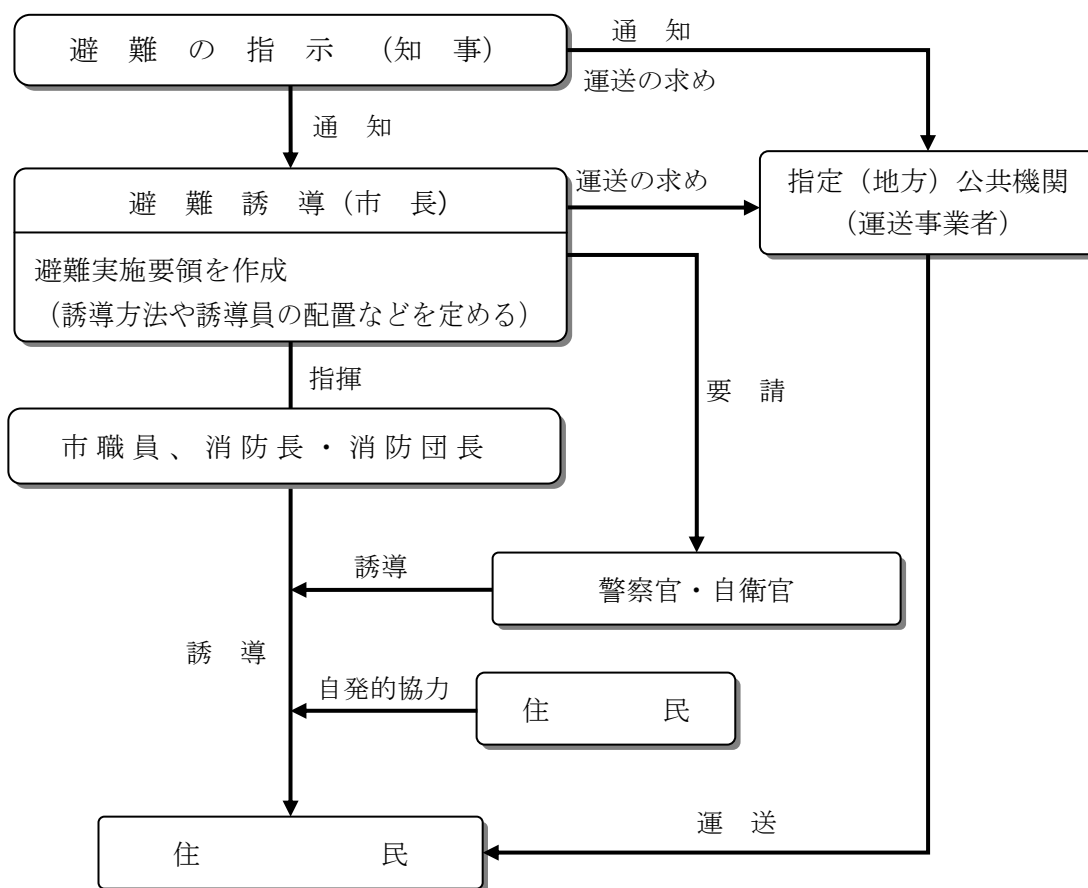 避 難 の 指 示 （知 事）
通 知
運送の求め
通 知
指定（地方）公共機関
（運送事業者）
避 難 誘 導（市 長）
運送の求め
避難実施要領を作成
（誘導方法や誘導員の配置などを定める）
指揮
要 請
市職員、消防長・消防団長
誘導
警察官・自衛官
誘 導
自発的協力
住 民
運 送
住 民